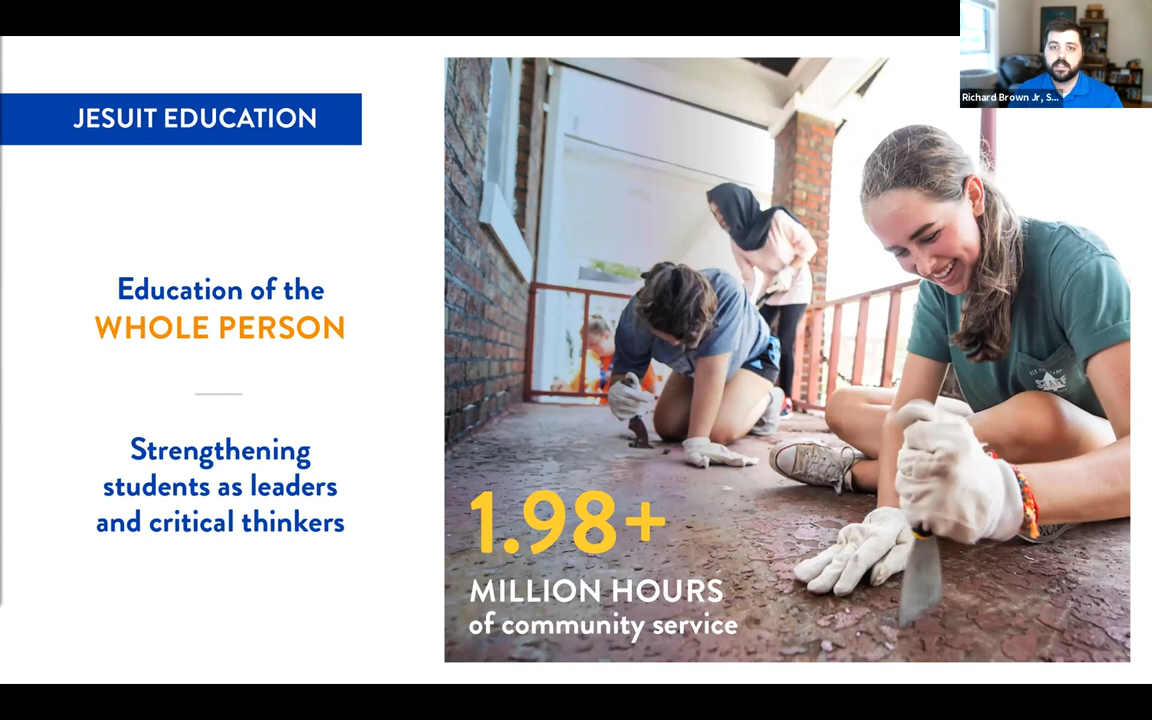 JESUIT EDUCATION
Education of the
WHOLE PERSON
Strengthening
students as leaders
and critical thinkers
1.98+
MILLION HOURS
of community service
Richard Brown Jr, S...